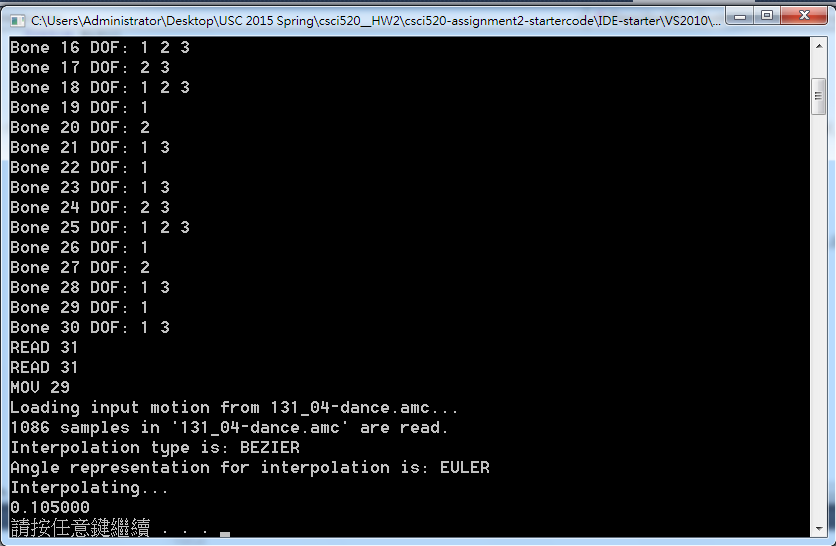 C:\Users\Administrator\Desktop\USC 2015 Spring\csci520__HW2\csci520-assignment2-startercode\IDE-starter\VS2010\...
Bone 16 DOF: 1 2 3
Bone 17 DOF: 2 3
Bone 18 DOF: 1 2 3
Bone 19 DOF: 1
Bone 20 DOF: 2
Bone 21 DOF: 1 3
Bone 22 DOF: 1
Bone 23 DOF: 1 3
Bone 24 DOF: 2 3
Bone 25 DOF: 1 2 3
Bone 26 DOF: 1
Bone 27 DOF: 2
Bone 28 DOF: 1 3
Bone 29 DOF: 1
Bone 30 DOF: 1 3
READ 31
READ 31
MOV 29
Loading input motion from 131_04-dance.amc...
1086 samples in '131_04-dance.amc' are read.
Interpolation type is: BEZIER
Angle representation for interpolation is: EULER
Interpolating...
0.105000
請按任意鍵繼續 . . .